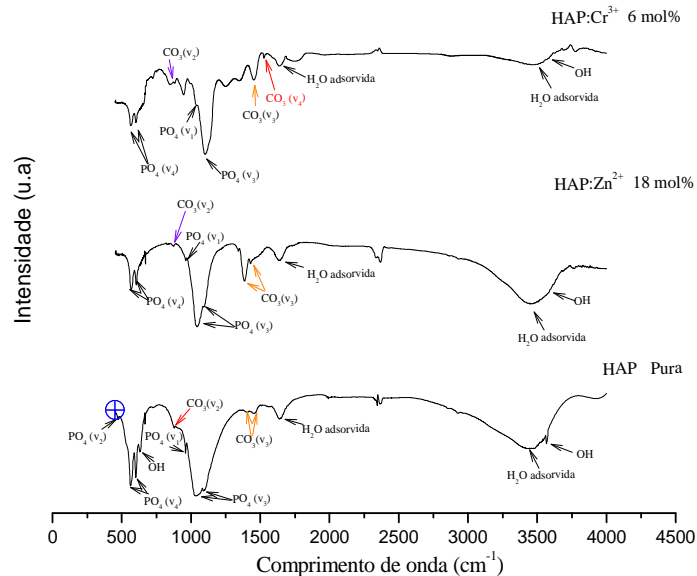 HAP:Cr³⁺ 6 mol%
CO₃(v₂)
H₂O adsorvida
OH
H₂O adsorvida
CO₃ (v₄)
CO₃(v₃)
PO₄(v₁)
PO₄ (v₄)
PO₄ (v₃)
HAP:Zn²⁺ 18 mol%
CO₃(v₂)
PO₄ (v₁)
H₂O adsorvida
OH
PO₄(v₄)
CO₃(v₃)
PO₄ (v₃)
H₂O adsorvida
HAP Pura
CO₃(v₂)
PO₄ (v₂)
PO₄(v₁)
CO₃(v₃)
H₂O adsorvida
OH
OH
H₂O adsorvida
PO₄ (v₄)
PO₄ (v₃)
Intensidade (u.a)
0 500 1000 1500 2000 2500 3000 3500 4000 4500
Comprimento de onda (cm⁻¹)